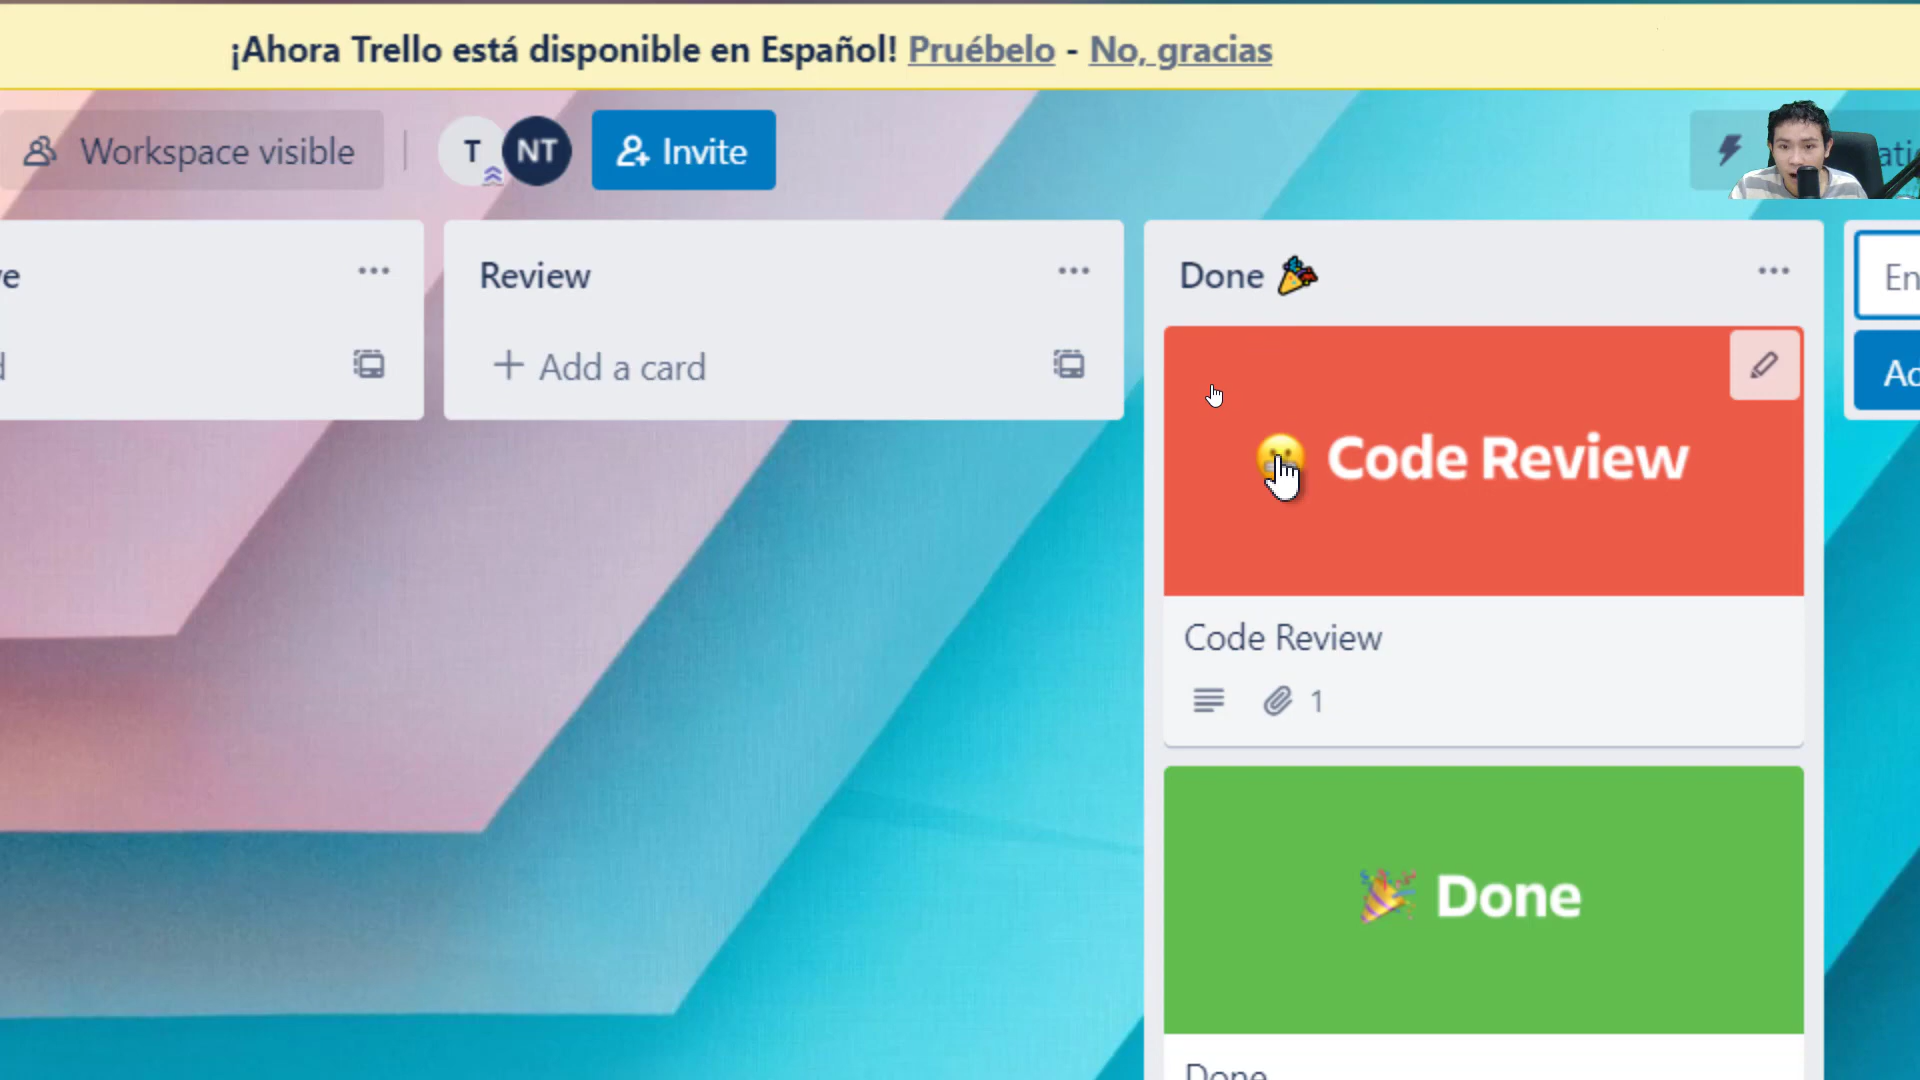 ¡Ahora Trello está disponible en Español! Pruébelo - No, gracias
Workspace visible
T
NT
Invite
Review
Add a card
Done
Code Review
Code Review
1
Done
Done